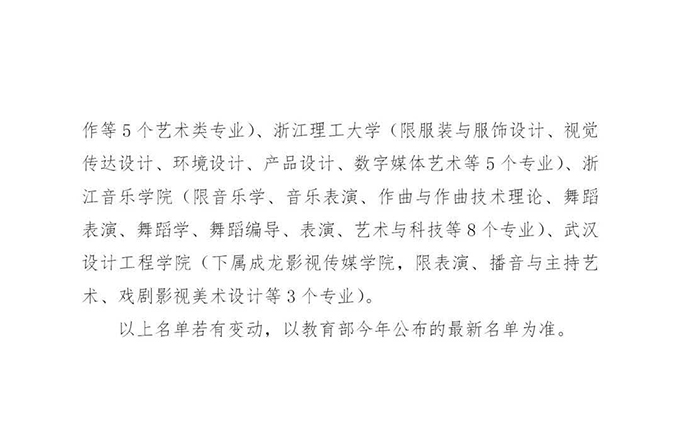 作等5个艺术类专业）、浙江理工大学（限服装与服饰设计、视觉
传达设计、环境设计、产品设计、数字媒体艺术等5个专业）、浙
江音乐学院（限音乐学、音乐表演、作曲与作曲技术理论、舞蹈
表演、舞蹈学、舞蹈编导、表演、艺术与科技等8个专业）、武汉
设计工程学院（下属成龙影视传媒学院，限表演、播音与主持艺
术、戏剧影视美术设计等3个专业）。
以上名单若有变动，以教育部今年公布的最新名单为准。